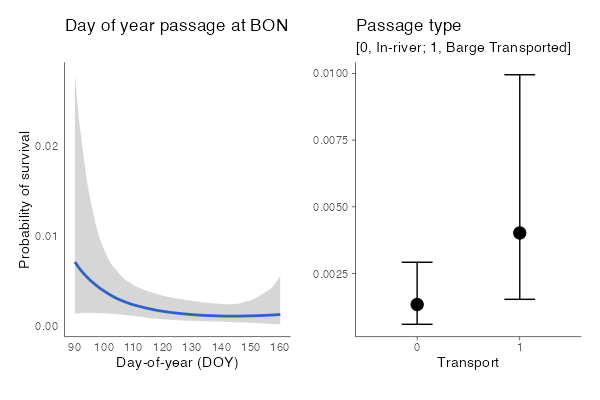 Day of year passage at BON
Probability of survival
0.02
0.01
0.00
90 100 110 120 130 140 150 160
Day-of-year (DOY)
Passage type
[0, In-river; 1, Barge Transported]
0.0100
0.0075
0.0050
0.0025
0 1
Transport